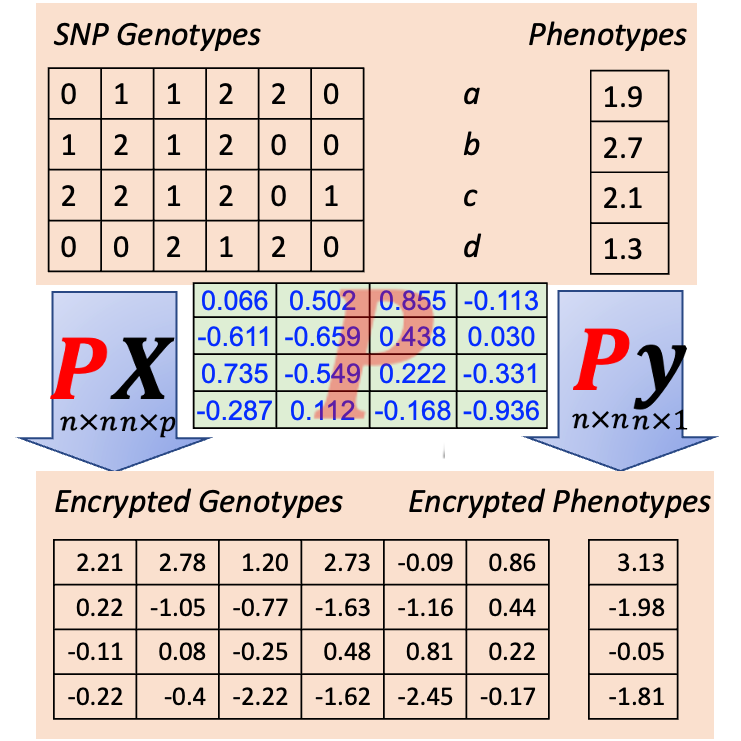 SNP Genotypes Phenotypes
0 1 1 2 2 0 a 1.9
1 2 1 2 0 0 b 2.7
2 2 1 2 0 1 c 2.1
0 0 2 1 2 0 d 1.3
0.066 0.502 0.855 -0.113
-0.611 -0.659 0.438 0.030
0.735 -0.549 0.222 -0.331
-0.287 0.112 -0.168 -0.936
P
PX
n×nn×p
Py
n×nn×1
Encrypted Genotypes Encrypted Phenotypes
2.21 2.78 1.20 2.73 -0.09 0.86 3.13
0.22 -1.05 -0.77 -1.63 -1.16 0.44 -1.98
-0.11 0.08 -0.25 0.48 0.81 0.22 -0.05
-0.22 -0.4 -2.22 -1.62 -2.45 -0.17 -1.81